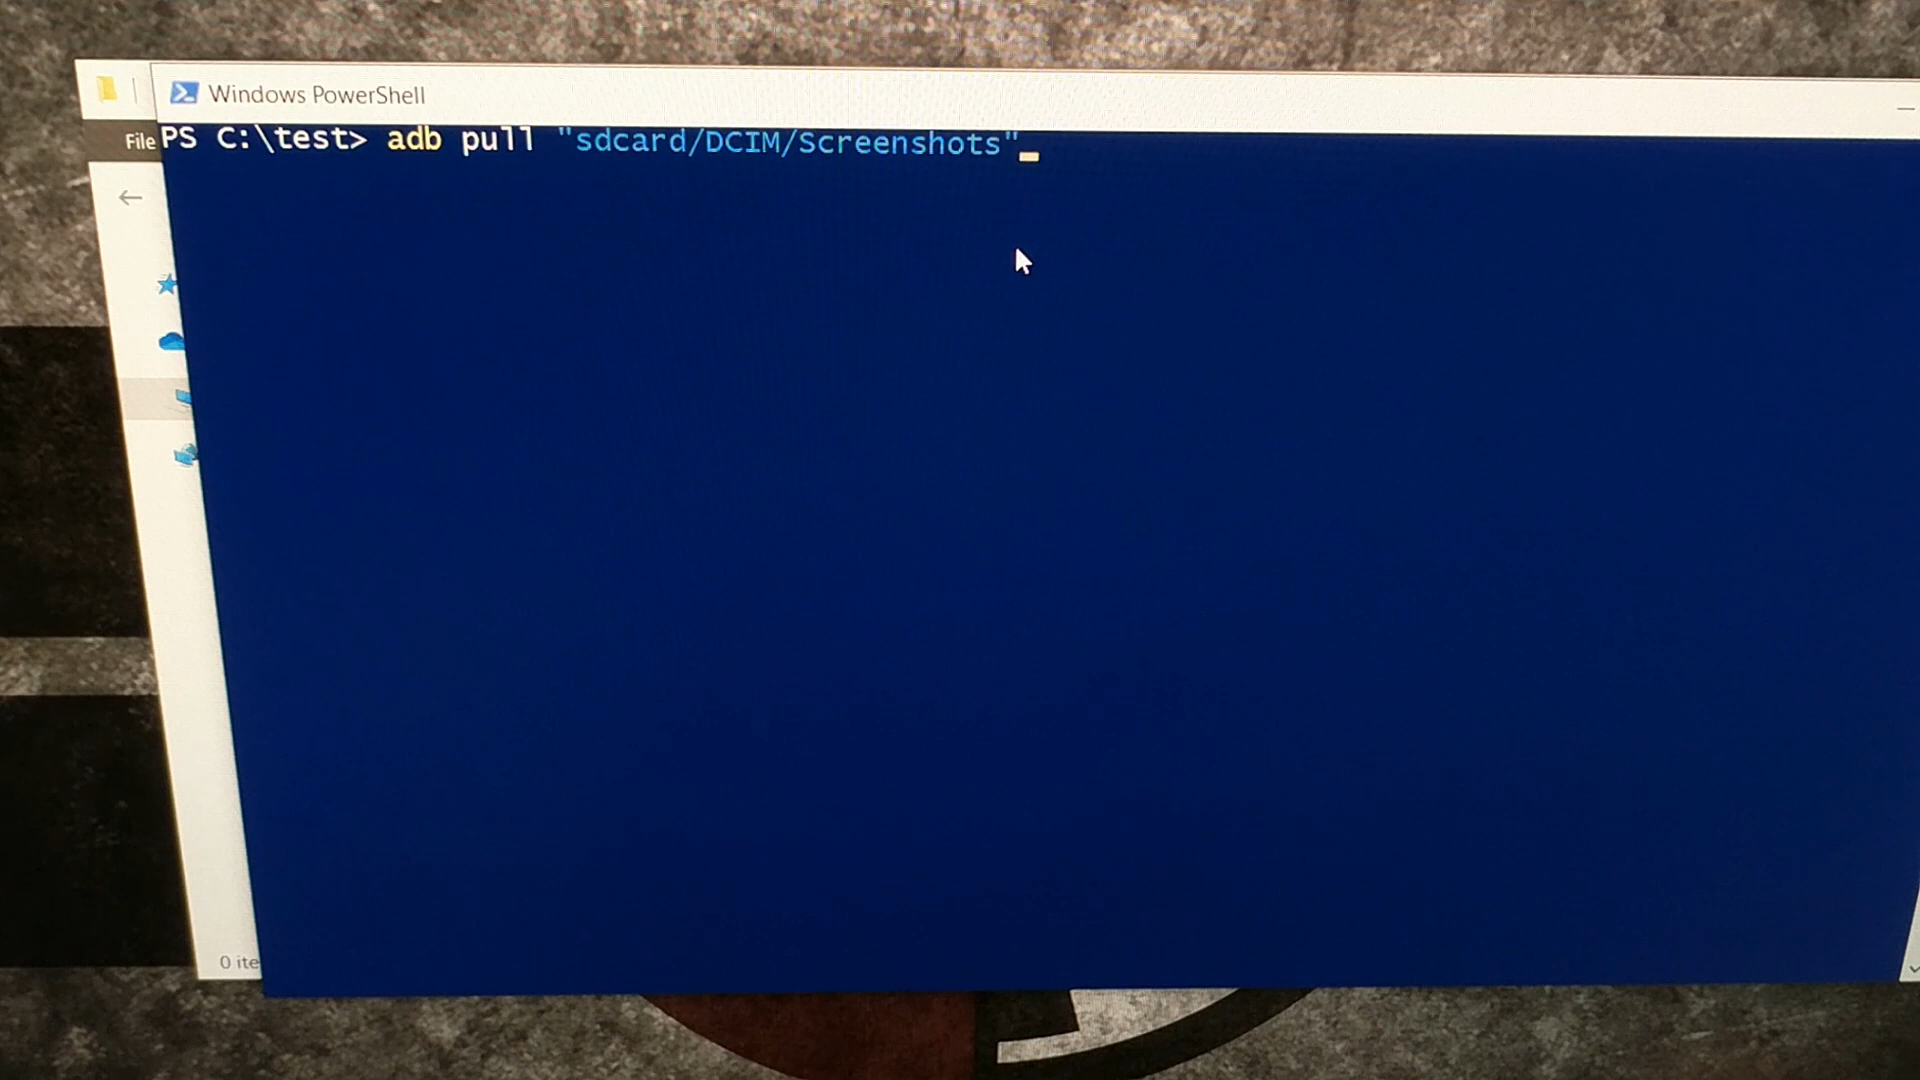 Windows PowerShell
File
PS C:\test> adb pull "sdcard/DCIM/Screenshots"
0 ite